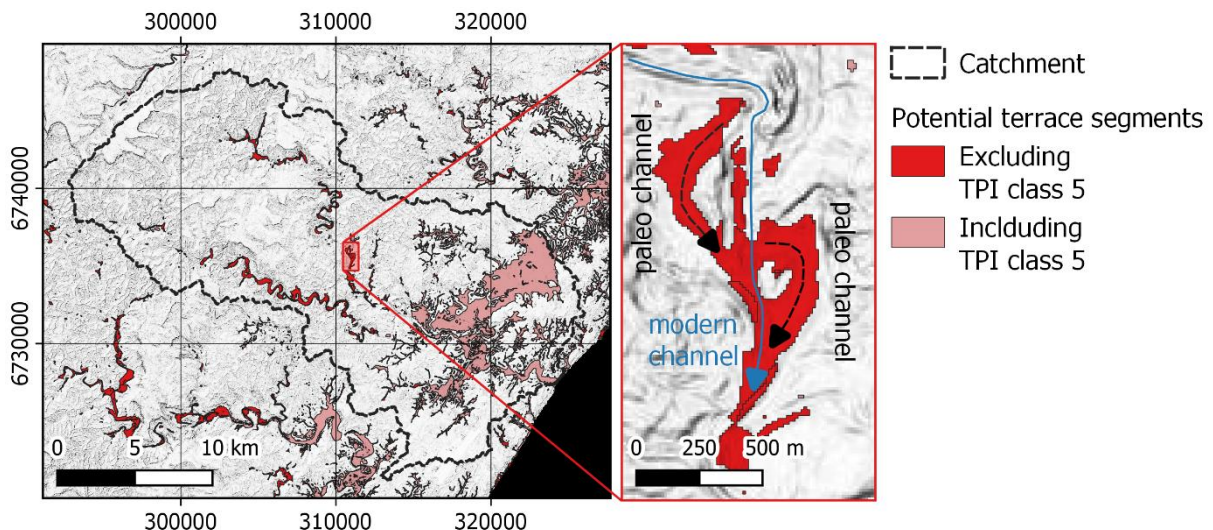 300000 310000 320000
6740000
6730000
0 5 10 km
300000 310000 320000
paleo channel
paleo channel
modern
channel
0 250 500 m
Catchment
Potential terrace segments
Excluding
TPI class 5
Inclduding
TPI class 5